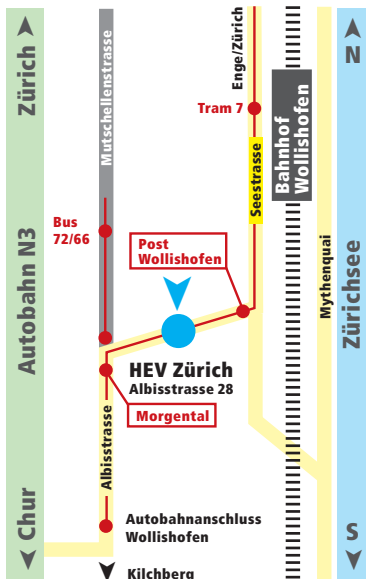 Zürich
Autobahn N3
Chur
Mutschellenstrasse
Enge/Zürich
Tram 7
Seestrasse
Bahnhof
Wollishofen
N
Bus
72/66
Post
Wollishofen
Mythenquai
Zürichsee
HEV Zürich
Albisstrasse 28
Morgental
Albisstrasse
Autobahnanschluss
Wollishofen
S
Kilchberg